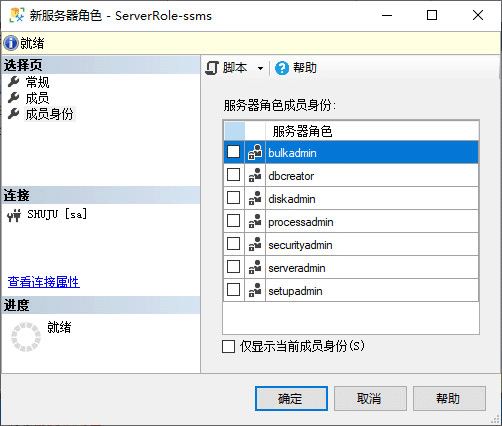 新服务器角色 - ServerRole-ssms
就绪
选择页
常规
成员
成员身份
脚本
帮助
服务器角色成员身份:
服务器角色
bulkadmin
dbcreator
diskadmin
processadmin
securityadmin
serveradmin
setupadmin
仅显示当前成员身份(S)
连接
SHUJU [sa]
查看连接属性
进度
就绪
确定
取消
帮助